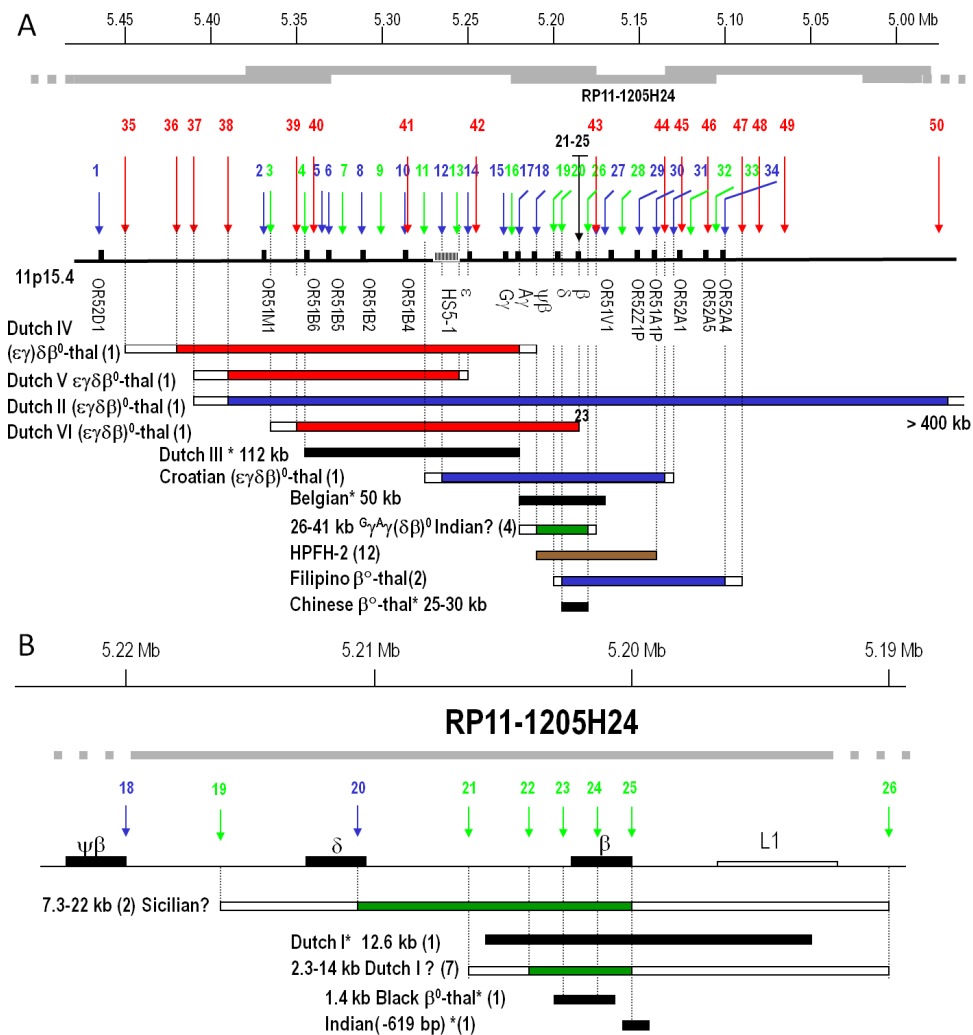 A
5.45 5.40 5.35 5.30 5.25 5.20 5.15 5.10 5.05 5.00 Mb
RP11-1205H24
35 36 37 38 39 40 41 42 43 44 45 46 47 48 49 50
21-25
1 2 3 4 5 6 7 8 9 10 11 12 13 14 15 16 17 18 19 20 26 27 28 29 30 31 32 33 34
11p15.4
OR52D1 OR51M1 OR51B6 OR51B5 OR51B2 OR51B4 HS5-1 ε Gγ Aγ ψβ δ β OR51V1 OR52Z1P OR51A1P OR52A1 OR52A5 OR52A4
Dutch IV
(εγ)δβ⁰-thal (1)
Dutch V εγδβ⁰-thal (1)
Dutch II (εγδβ)⁰-thal (1)
> 400 kb
23
Dutch VI (εγδβ)⁰-thal (1)
Dutch III * 112 kb
Croatian (εγδβ)⁰-thal (1)
Belgian* 50 kb
26-41 kb ᴳγᴬγ(δβ)⁰ Indian? (4)
HPFH-2 (12)
Filipino β°-thal(2)
Chinese β°-thal* 25-30 kb
B
5.22 Mb 5.21 Mb 5.20 Mb 5.19 Mb
RP11-1205H24
18 19 20 21 22 23 24 25 26
ψβ δ β L1
7.3-22 kb (2) Sicilian?
Dutch I* 12.6 kb (1)
2.3-14 kb Dutch I ? (7)
1.4 kb Black β⁰-thal* (1)
Indian(-619 bp) *(1)